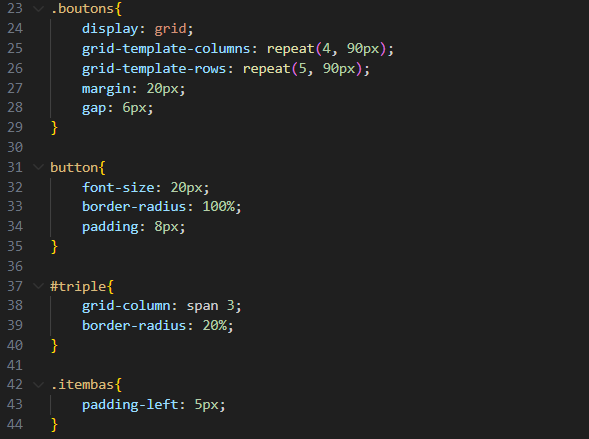 23 .boutons{
24     display: grid;
25     grid-template-columns: repeat(4, 90px);
26     grid-template-rows: repeat(5, 90px);
27     margin: 20px;
28     gap: 6px;
29 }
30
31 button{
32     font-size: 20px;
33     border-radius: 100%;
34     padding: 8px;
35 }
36
37 #triple{
38     grid-column: span 3;
39     border-radius: 20%;
40 }
41
42 .itembas{
43     padding-left: 5px;
44 }